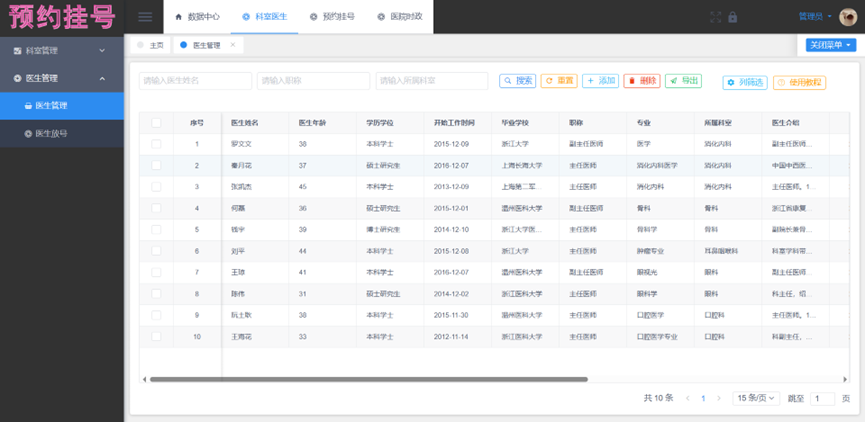 预约挂号
数据中心 科室医生 预约挂号 医院时政 管理员
科室管理
主页 医生管理 关闭菜单
医生管理
医生管理
医生放号
请输入医生姓名 请输入职称 请输入所属科室 搜索 重置 添加 删除 导出 列筛选 使用教程
序号 医生姓名 医生年龄 学历学位 开始工作时间 毕业学校 职称 专业 所属科室 医生介绍
1 38 本科学士 2015-12-09 浙江大学 副主任医师 医学 消化内科 副主任医师...
2 秦月花 37 硕士研究生 2016-12-07 上海长海大学 主任医师 消化内科医学 消化内科 中国中西医...
3 张凯杰 45 本科学士 2013-12-09 上海第二军... 主任医师 消化内科 消化内科 主任医师，1...
4 何磊 36 硕士研究生 2015-12-01 温州医科大学 副主任医师 骨科 骨科 浙江省康复...
5 钱宇 39 博士研究生 2014-12-10 浙江大学医... 主任医师 骨科学 骨科 副院长兼骨...
6 刘平 44 本科学士 2015-12-08 浙江大学 主任医师 肿瘤专业 耳鼻咽喉科 科室学科带...
7 王琼 41 本科学士 2016-12-07 温州医科大学 副主任医师 眼视光 眼科 副主任医师...
8 陈伟 31 硕士研究生 2014-12-02 浙江医科大学 主任医师 眼科学 眼科 科主任，绍...
9 阮士耿 38 本科学士 2015-11-30 温州医科大学 主任医师 口腔医学 口腔科 主任医师，1...
10 王海花 33 本科学士 2012-11-14 浙江医科大学 主任医师 口腔医学专业 口腔科 科副主任，...
共 10 条 1 15 条/页 跳至 1 页